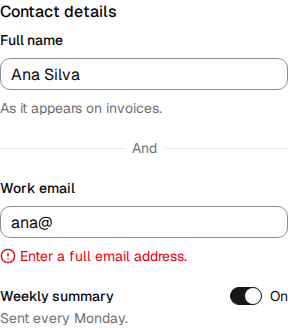 Contact details
Full name
Ana Silva
As it appears on invoices.
And
Work email
ana@
Enter a full email address.
Weekly summary On
Sent every Monday.